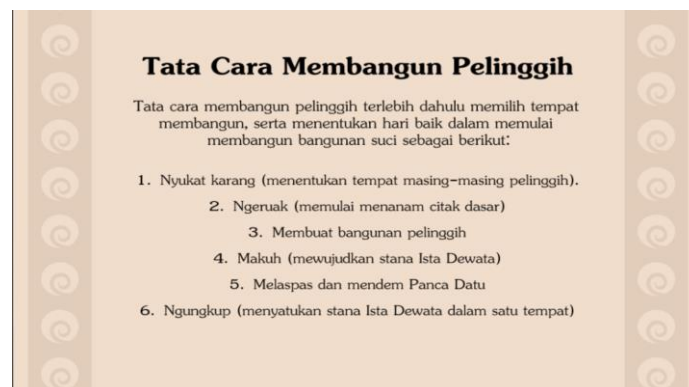 Tata Cara Membangun Pelinggih
Tata cara membangun pelinggih terlebih dahulu memilih tempat
membangun, serta menentukan hari baik dalam memulai
membangun bangunan suci sebagai berikut:
1. Nyukat karang (menentukan tempat masing-masing pelinggih).
2. Ngeruak (memulai menanam citak dasar)
3. Membuat bangunan pelinggih
4. Makuh (mewujudkan stana Ista Dewata)
5. Melaspas dan mendem Panca Datu
6. Ngungkup (menyatukan stana Ista Dewata dalam satu tempat)